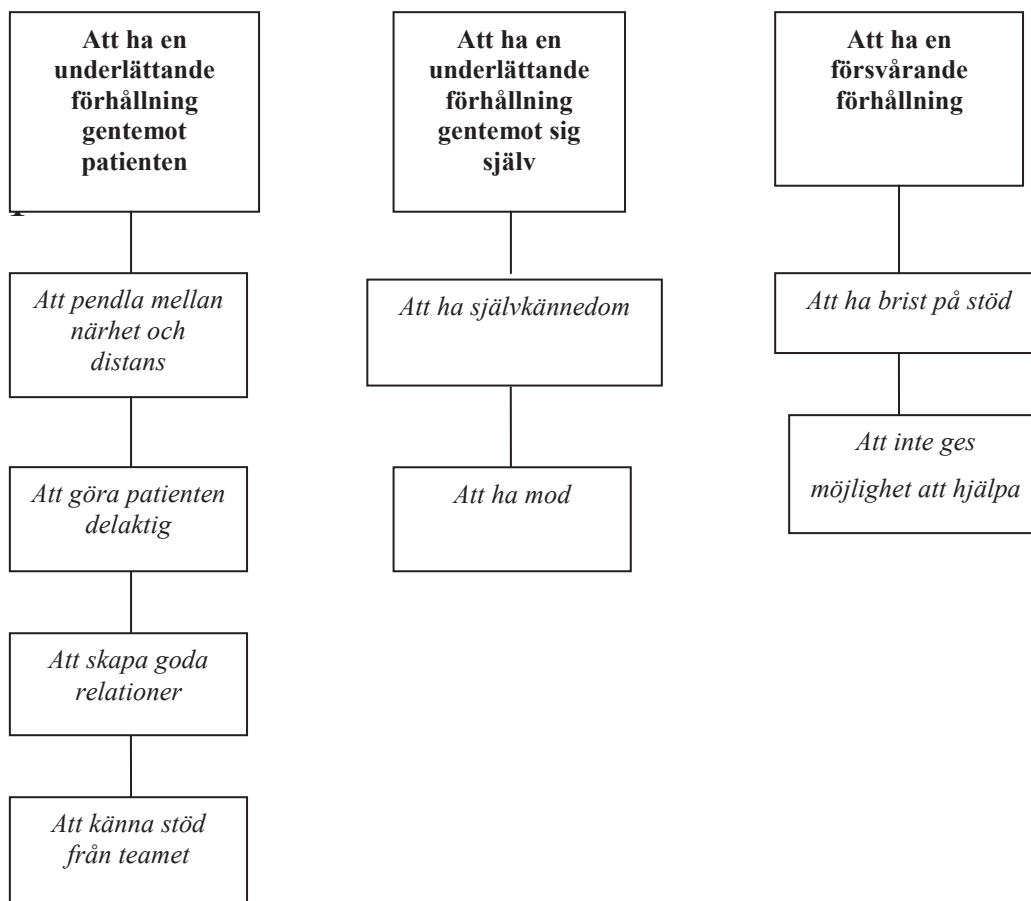 Att ha en
underlättande
förhållning
gentemot
patienten
Att pendla mellan
närhet och
distans
Att göra patienten
delaktig
Att skapa goda
relationer
Att känna stöd
från teamet
Att ha en
underlättande
förhållning
gentemot sig
själv
Att ha självkännedom
Att ha mod
Att ha en
försvårande
förhållning
Att ha brist på stöd
Att inte ges
möjlighet att hjälpa